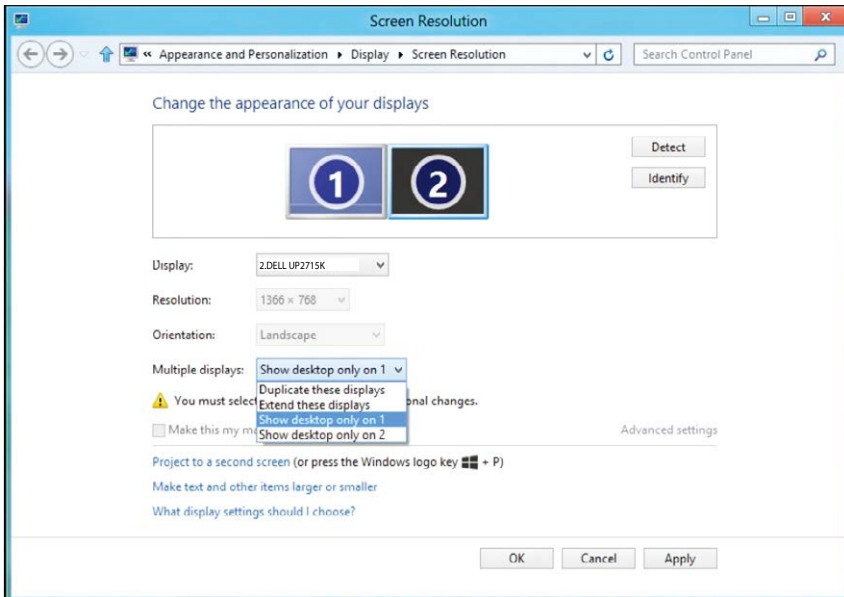 Screen Resolution
« Appearance and Personalization ▸ Display ▸ Screen Resolution
Search Control Panel
Change the appearance of your displays
1 2
Detect
Identify
Display: 2.DELL UP2715K
Resolution: 1366 × 768
Orientation: Landscape
Multiple displays: Show desktop only on 1
Duplicate these displays
You must selec onal changes.
Extend these displays
Show desktop only on 1
Make this my m
Show desktop only on 2
Advanced settings
Project to a second screen (or press the Windows logo key + P)
Make text and other items larger or smaller
What display settings should I choose?
OK Cancel Apply